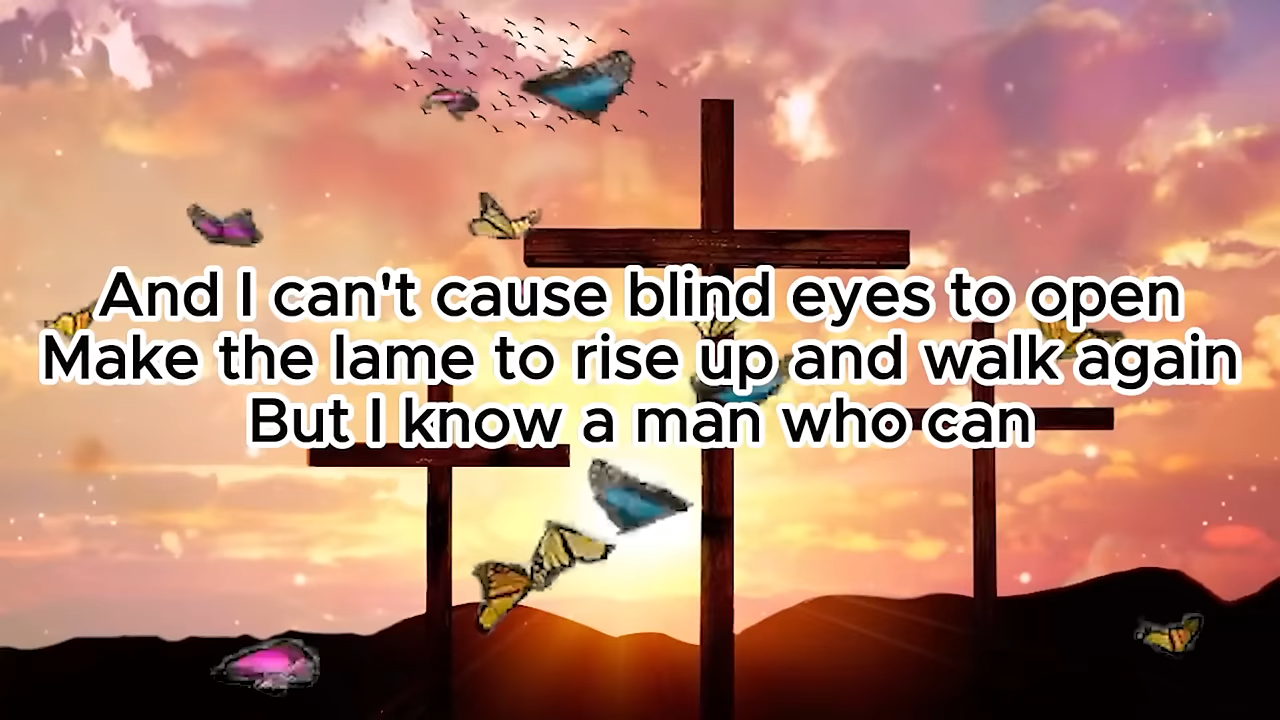 And I can't cause blind eyes to open
Make the lame to rise up and walk again
But I know a man who can